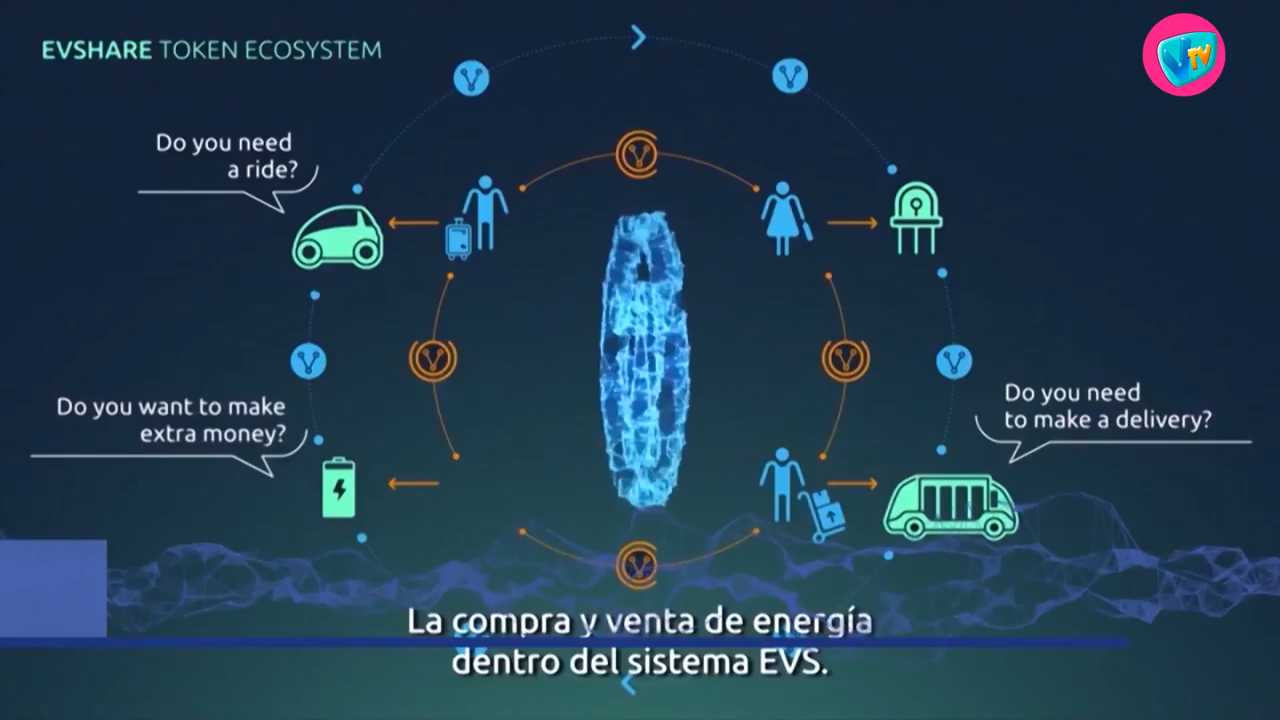 EVSHARE TOKEN ECOSYSTEM
TV
Do you need
a ride?
Do you want to make
extra money?
Do you need
to make a delivery?
La compra y venta de energía
dentro del sistema EVS.